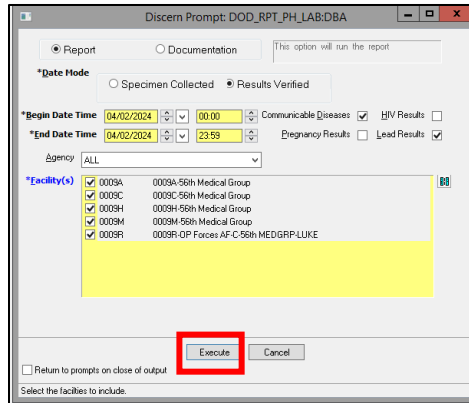 Discern Prompt: DOD_RPT_PH_LAB:DBA
Report Documentation This option will run the report
*Date Mode
Specimen Collected Results Verified
*Begin Date Time 04/02/2024 00:00 Communicable Diseases HIV Results
*End Date Time 04/02/2024 23:59 Pregnancy Results Lead Results
Agency ALL
*Facility(s) 0009A 0009A-56th Medical Group
0009C 0009C-56th Medical Group
0009H 0009H-56th Medical Group
0009M 0009M-56th Medical Group
0009R 0009R-OP Forces AF-C-56th MEDGRP-LUKE
Execute Cancel
Return to prompts on close of output
Select the facilties to include.